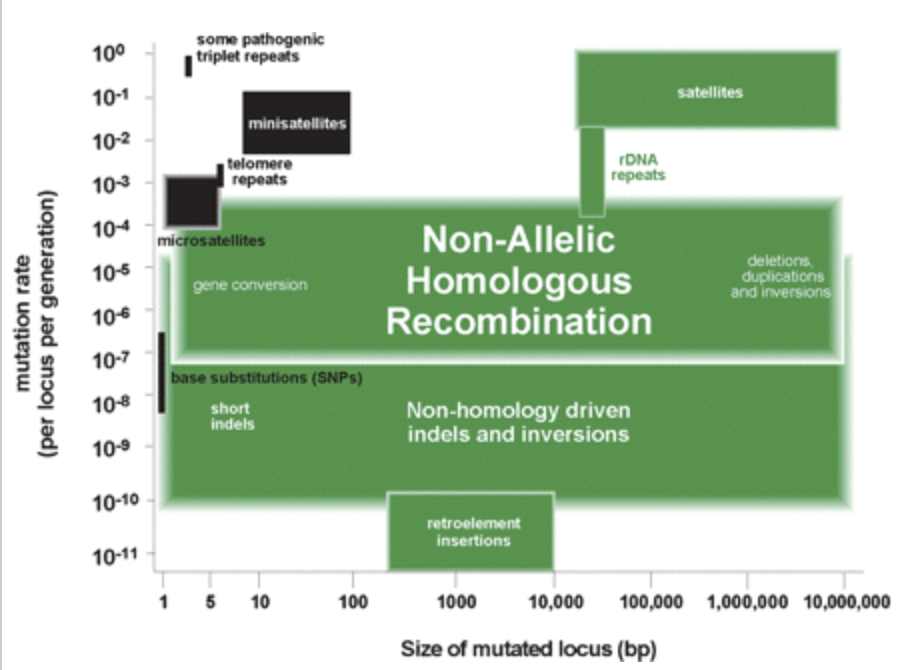 some pathogenic
triplet repeats
10⁰
10⁻¹
10⁻²
10⁻³
10⁻⁴
10⁻⁵
10⁻⁶
10⁻⁷
10⁻⁸
10⁻⁹
10⁻¹⁰
10⁻¹¹
mutation rate
(per locus per generation)
minisatellites
satellites
telomere
repeats
rDNA
repeats
microsatellites
Non-Allelic
Homologous
Recombination
gene conversion
deletions,
duplications
and inversions
base substitutions (SNPs)
short
indels
Non-homology driven
indels and inversions
retroelement
insertions
1 5 10 100 1000 10,000 100,000 1,000,000 10,000,000
Size of mutated locus (bp)